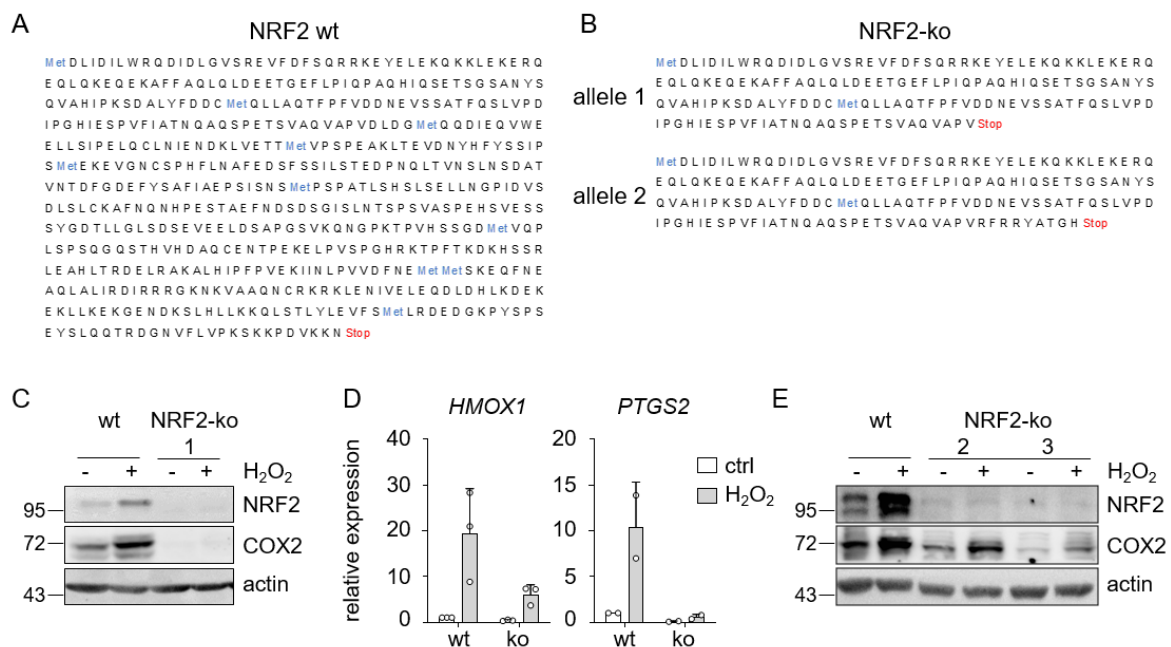 A
NRF2 wt
Met D L I D I L W R Q D I D L G V S R E V F D F S Q R R K E Y E L E K Q K K L E K E R Q
E Q L Q K E Q E K A F F A Q L Q L D E E T G E F L P I Q P A Q H I Q S E T S G S A N Y S
Q V A H I P K S D A L Y F D D C Met Q L L A Q T F P F V D D N E V S S A T F Q S L V P D
I P G H I E S P V F I A T N Q A Q S P E T S V A Q V A P V D L D G Met Q Q D I E Q V W E
E L L S I P E L Q C L N I E N D K L V E T T Met V P S P E A K L T E V D N Y H F Y S S I P
S Met E K E V G N C S P H F L N A F E D S F S S I L S T E D P N Q L T V N S L N S D A T
V N T D F G D E F Y S A F I A E P S I S N S Met P S P A T L S H S L S E L L N G P I D V S
D L S L C K A F N Q N H P E S T A E F N D S D S G I S L N T S P S V A S P E H S V E S S
S Y G D T L L G L S D S E V E E L D S A P G S V K Q N G P K T P V H S S G D Met V Q P
L S P S Q G Q S T H V H D A Q C E N T P E K E L P V S P G H R K T P F T K D K H S S R
L E A H L T R D E L R A K A L H I P F P V E K I I N L P V V D F N E Met Met S K E Q F N E
A Q L A L I R D I R R R G K N K V A A Q N C R K R K L E N I V E L E Q D L D H L K D E K
E K L L K E K G E N D K S L H L L K K Q L S T L Y L E V F S Met L R D E D G K P Y S P S
E Y S L Q Q T R D G N V F L V P K S K K P D V K K N Stop
B
NRF2-ko
allele 1
Met D L I D I L W R Q D I D L G V S R E V F D F S Q R R K E Y E L E K Q K K L E K E R Q
E Q L Q K E Q E K A F F A Q L Q L D E E T G E F L P I Q P A Q H I Q S E T S G S A N Y S
Q V A H I P K S D A L Y F D D C Met Q L L A Q T F P F V D D N E V S S A T F Q S L V P D
I P G H I E S P V F I A T N Q A Q S P E T S V A Q V A P V Stop
allele 2
Met D L I D I L W R Q D I D L G V S R E V F D F S Q R R K E Y E L E K Q K K L E K E R Q
E Q L Q K E Q E K A F F A Q L Q L D E E T G E F L P I Q P A Q H I Q S E T S G S A N Y S
Q V A H I P K S D A L Y F D D C Met Q L L A Q T F P F V D D N E V S S A T F Q S L V P D
I P G H I E S P V F I A T N Q A Q S P E T S V A Q V A P V R F R R Y A T G H Stop
C
wt NRF2-ko
1
- + - + H2O2
95 NRF2
72 COX2
43 actin
D
HMOX1 PTGS2
relative expression
40
30
20
10
0
20
15
10
5
0
wt ko
wt ko
ctrl
H2O2
E
wt NRF2-ko
2 3
- + - + - + H2O2
95 NRF2
72 COX2
43 actin